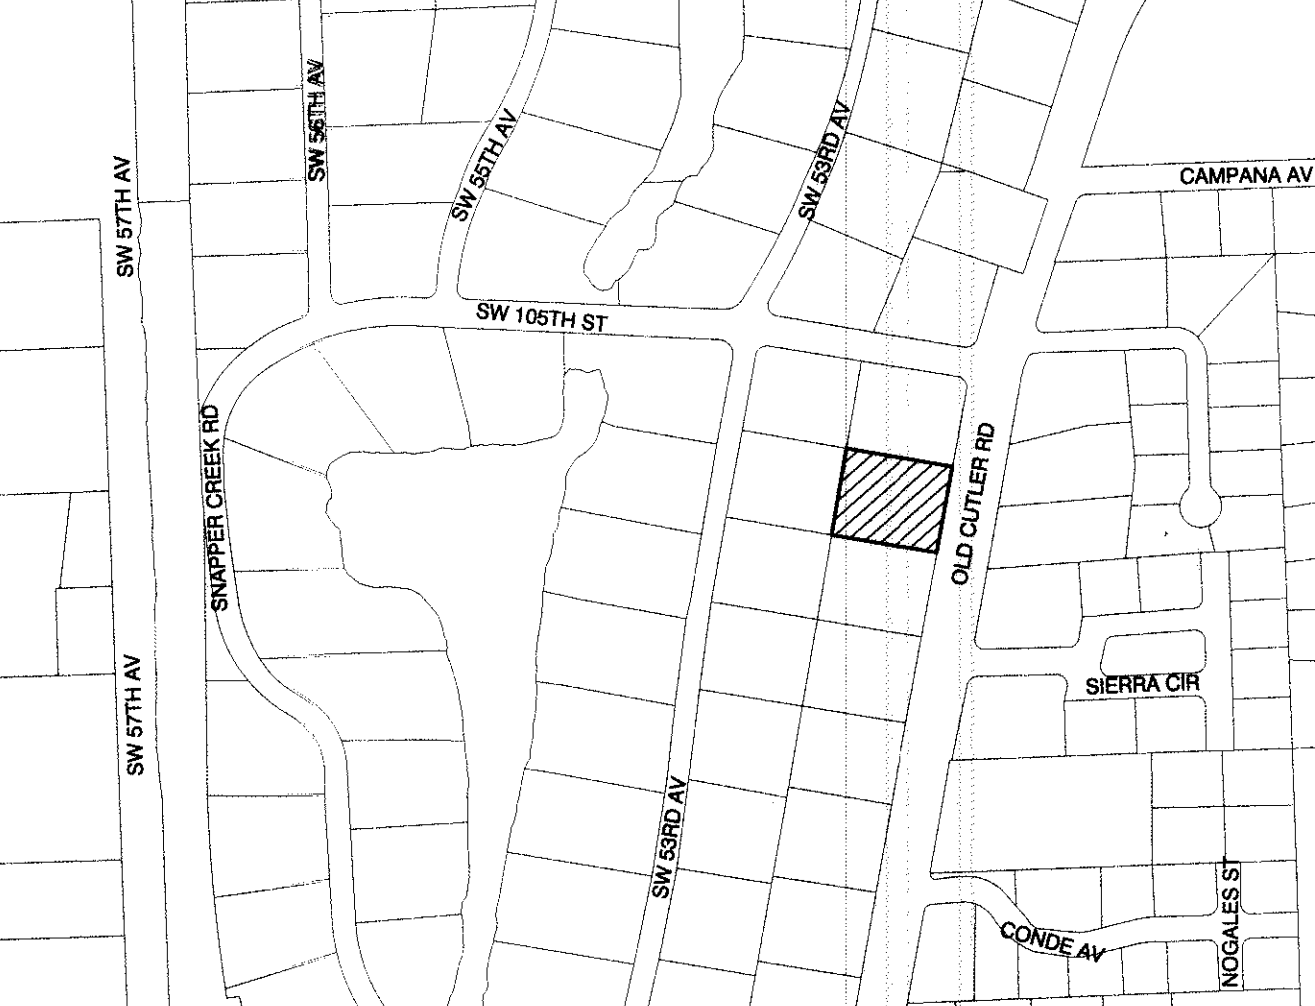 SW 56TH AV
SW 55TH AV
SW 53RD AV
SW 57TH AV
CAMPANA AV
SW 105TH ST
SNAPPER CREEK RD
OLD CUTLER RD
SW 57TH AV
SIERRA CIR
SW 53RD AV
CONDE AV
NOGALES ST